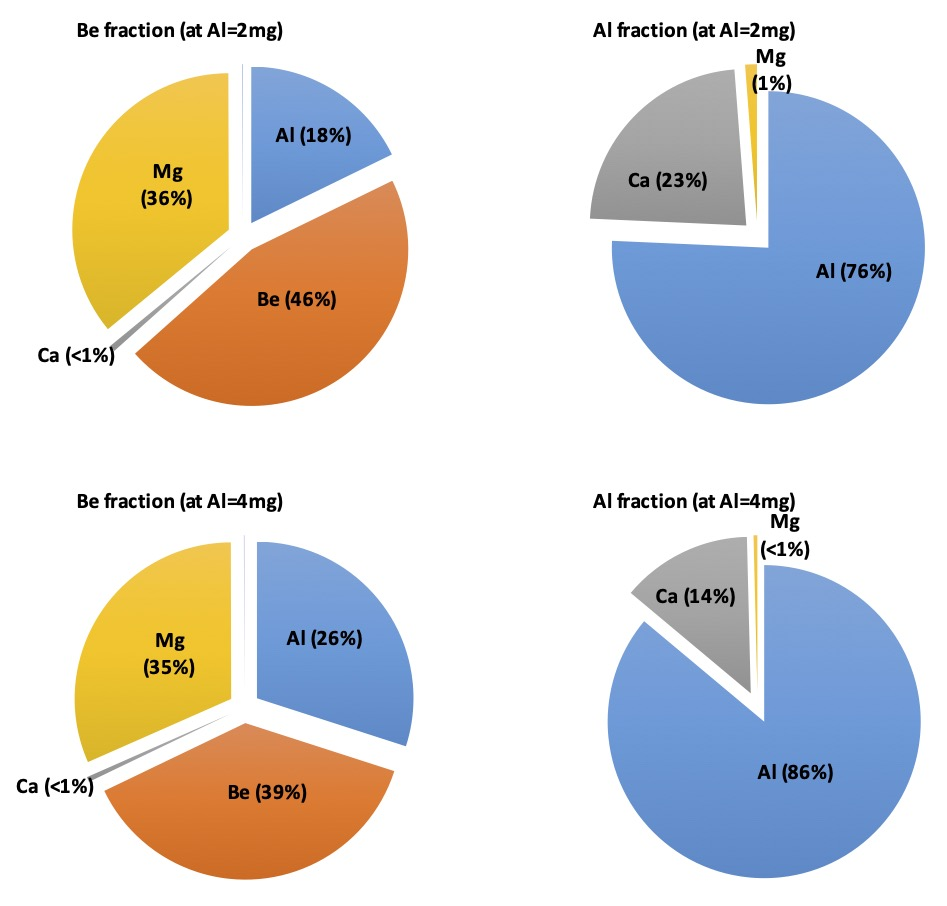 Be fraction (at Al=2mg)
Al (18%)
Mg
(36%)
Be (46%)
Ca (<1%)
Al fraction (at Al=2mg)
Mg
(1%)
Ca (23%)
Al (76%)
Be fraction (at Al=4mg)
Al (26%)
Mg
(35%)
Ca (<1%)
Be (39%)
Al fraction (at Al=4mg)
Mg
(<1%)
Ca (14%)
Al (86%)